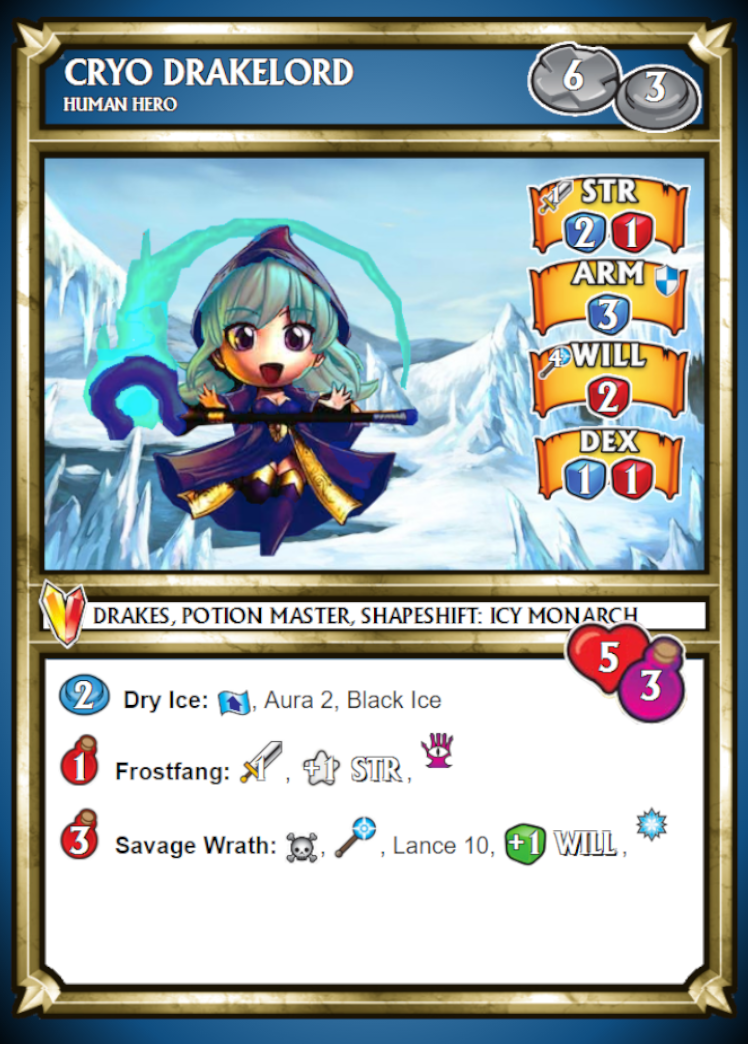 CRYO DRAKELORD
HUMAN HERO
6 3
1 STR
2 1
ARM
3
4 WILL
2
DEX
1 1
DRAKES, POTION MASTER, SHAPESHIFT: ICY MONARCH
5
3
2 Dry Ice: , Aura 2, Black Ice
1 Frostfang: 1 , +1 STR ,
3 Savage Wrath: , , Lance 10, +1 WILL ,